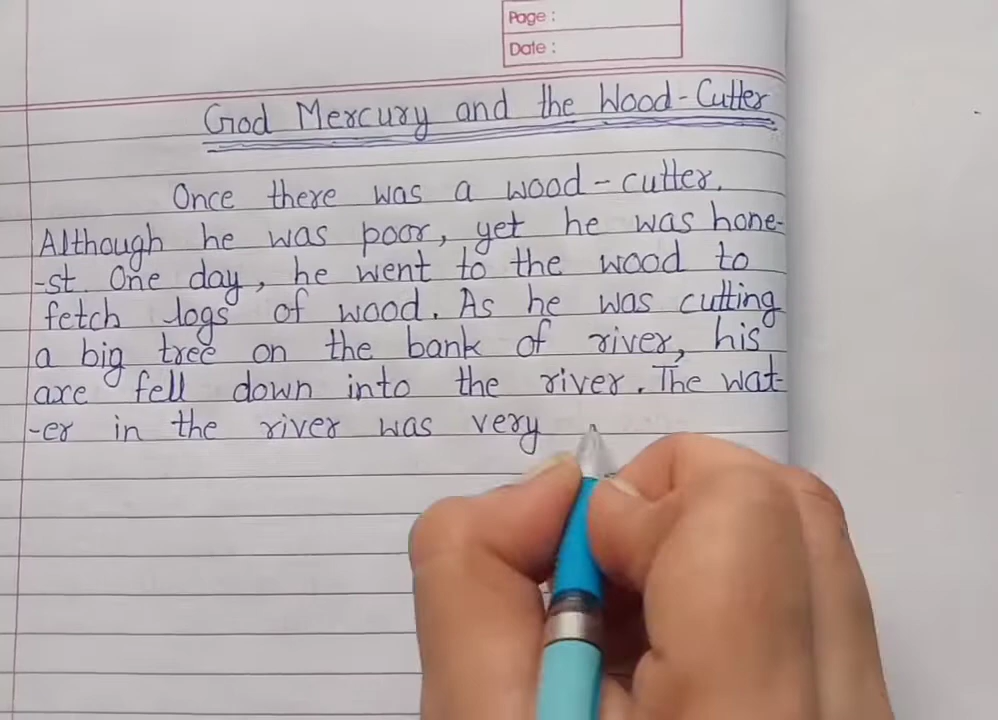 Page :
Date :
God Mercury and the Wood-Cutter
Once there was a wood-cutter.
Although he was poor, yet he was hone-
-st. One day, he went to the wood to
fetch logs of wood. As he was cutting
a big tree on the bank of river, his
axe fell down into the river. The wat-
-er in the river was very